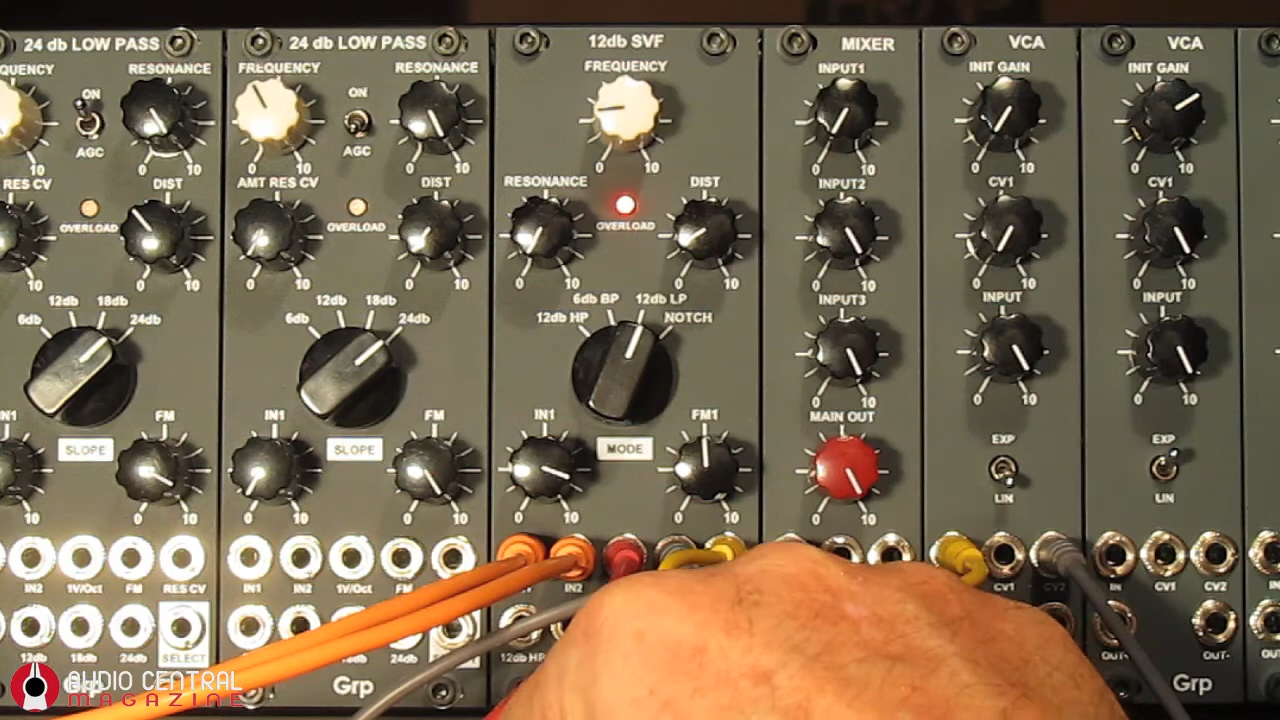 24 db LOW PASS
QUENCY
RESONANCE
ON
AGC
10
0
10
RES CV
DIST
OVERLOAD
10
0
10
12db
18db
6db
24db
IN1
FM
SLOPE
10
0
10
IN2
1V/Oct
FM
RES CV
12db
18db
24db
SELECT
24 db LOW PASS
FREQUENCY
RESONANCE
ON
AGC
0
10
0
10
AMT RES CV
DIST
OVERLOAD
0
10
0
10
12db
18db
6db
24db
IN1
FM
SLOPE
0
10
0
10
IN1
IN2
24db
Grp
12db SVF
FREQUENCY
0
10
RESONANCE
DIST
OVERLOAD
0
10
0
10
6db BP
12db LP
12db HP
NOTCH
IN1
FM1
MODE
0
10
0
10
IN2
12db HP
MIXER
INPUT1
0
10
INPUT2
0
10
INPUT3
0
10
MAIN OUT
0
10
VCA
INIT GAIN
0
10
CV1
0
10
INPUT
0
10
EXP
LIN
CV1
VCA
INIT GAIN
0
10
CV1
0
10
INPUT
0
10
EXP
LIN
IN
CV1
CV2
OUT-
Grp
AUDIO CENTRAL
MAGAZINE